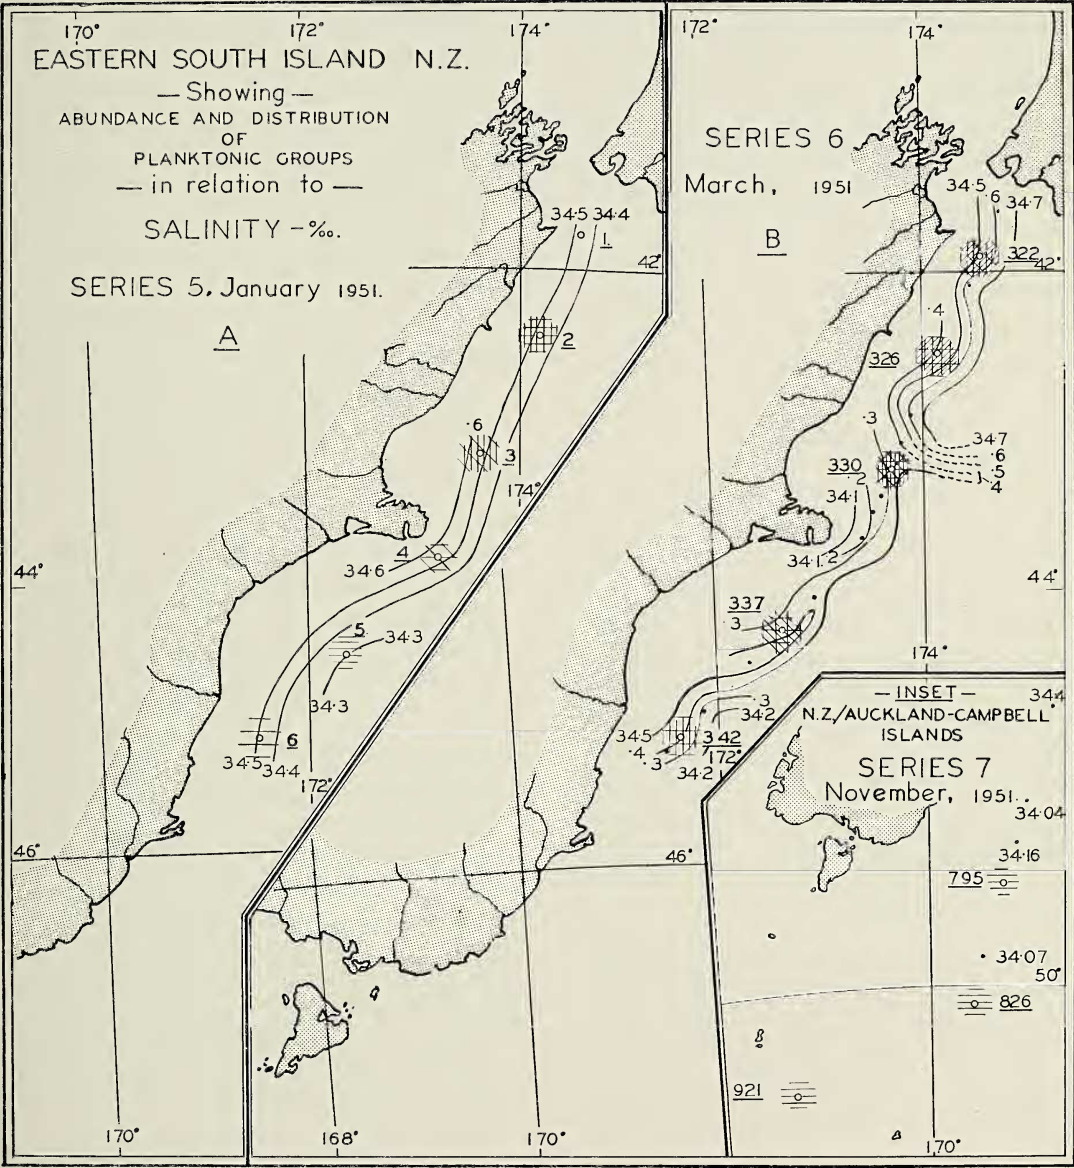 170° 172° 174°
EASTERN SOUTH ISLAND N.Z.
— Showing —
ABUNDANCE AND DISTRIBUTION
OF
PLANKTONIC GROUPS
— in relation to —
SALINITY - ‰.
SERIES 5. January 1951.
A
34·5 34·4
1.
42°
2
·6
3
174°
4
34·6
44°
5
34·3
34·3
6
34·5 34·4
172°
46°
170°
172° 174°
SERIES 6
March, 1951
B
34·5 ·6 34·7
322
42°
·4
326
·3
34·7
·6
·5
·4
330
·2
34·1
34·1 ·2
44°
337
·3
174°
·3
34·2
34·5
342
·4
·3
34·2
172°
46°
168° 170°
— INSET —
N.Z./AUCKLAND-CAMPBELL
ISLANDS
SERIES 7
November, 1951.
34·4
34·04
34·16
795
34·07
50°
826
921
170°